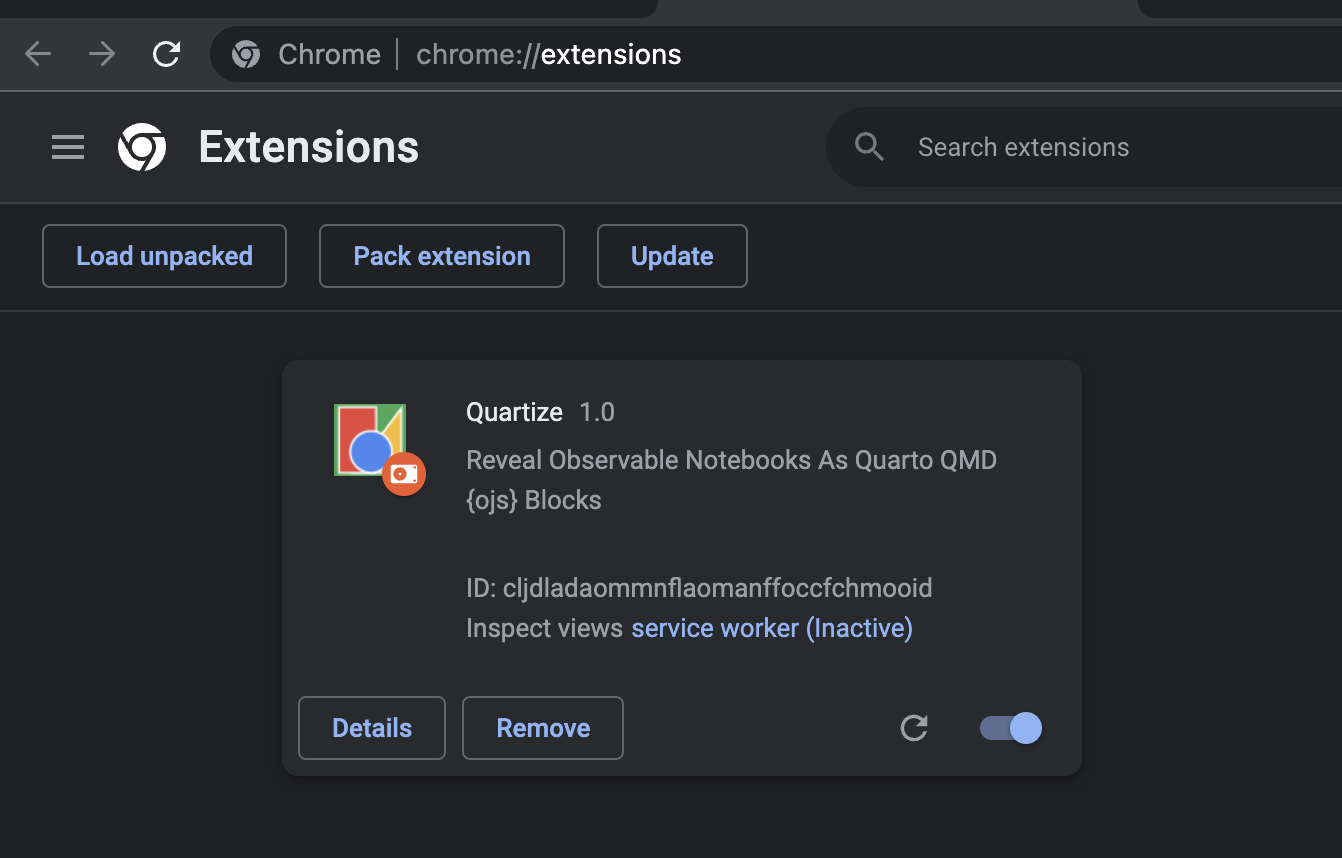 Chrome chrome://extensions
Extensions
Search extensions
Load unpacked
Pack extension
Update
Quartize 1.0
Reveal Observable Notebooks As Quarto QMD
{ojs} Blocks
ID: cljdladaommnflaomanffoccfchmooid
Inspect views service worker (Inactive)
Details
Remove